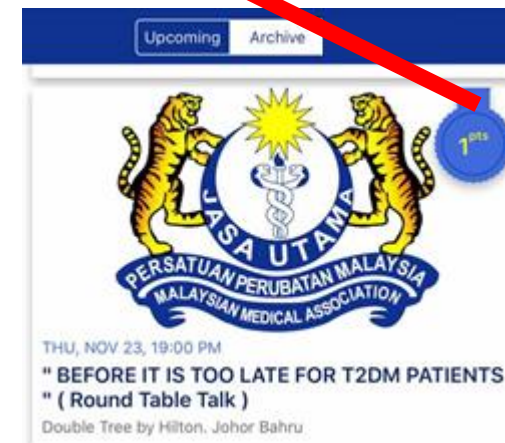 Upcoming Archive
1pts
JASA UTAMA
PERSATUAN PERUBATAN MALAYSIA
MALAYSIAN MEDICAL ASSOCIATION
THU, NOV 23, 19:00 PM
" BEFORE IT IS TOO LATE FOR T2DM PATIENTS
" ( Round Table Talk )
Double Tree by Hilton. Johor Bahru